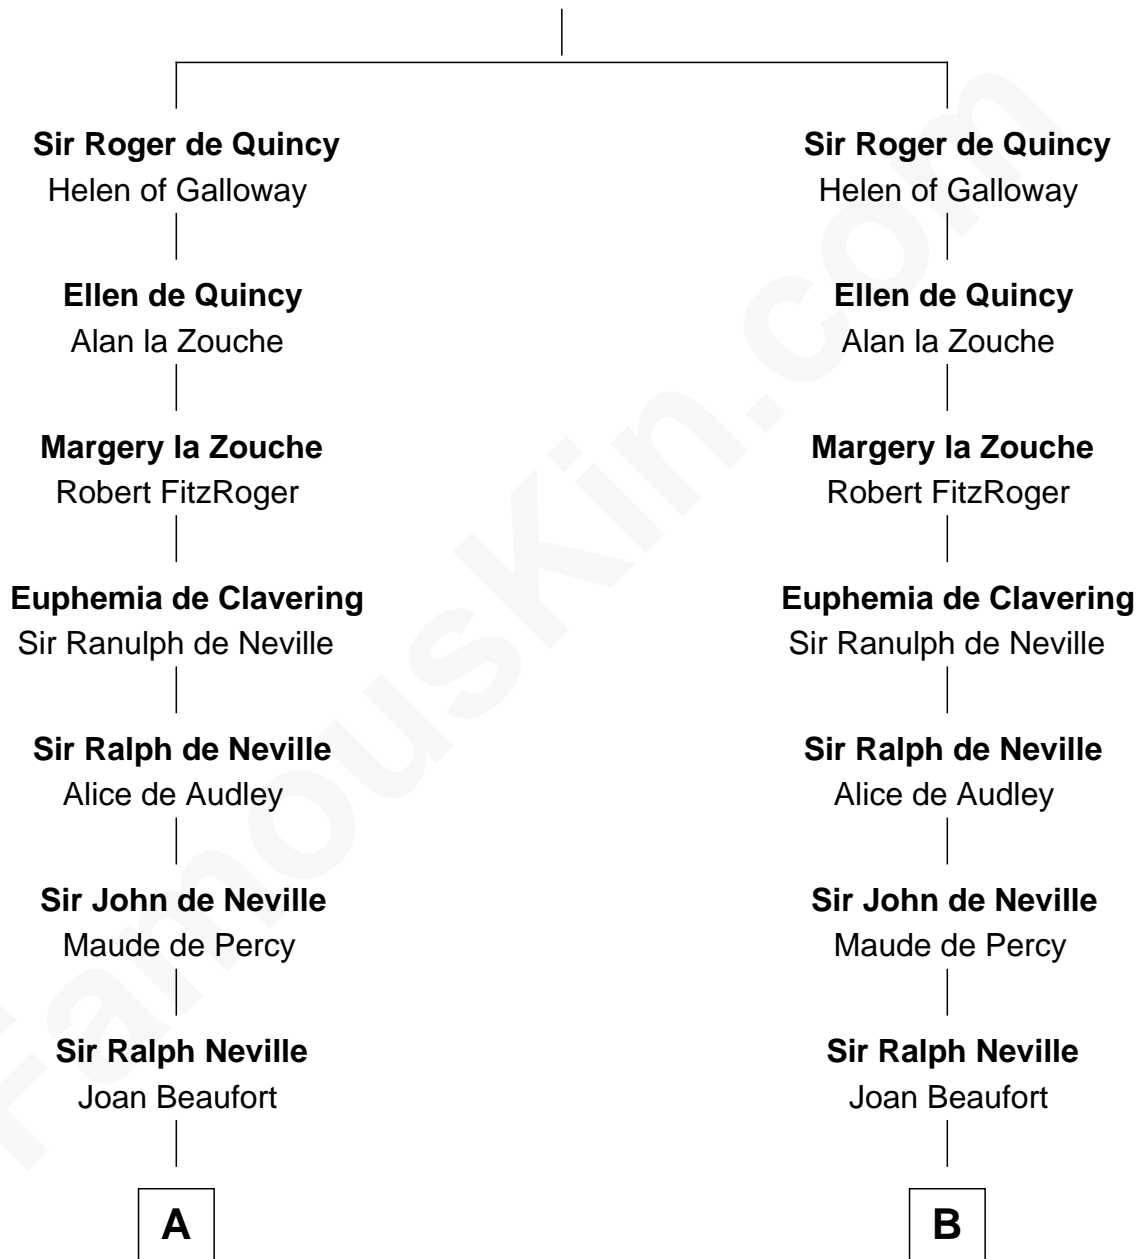 Sir Roger de Quincy
Helen of Galloway
Ellen de Quincy
Alan la Zouche
Margery la Zouche
Robert FitzRoger
Euphemia de Clavering
Sir Ranulph de Neville
Sir Ralph de Neville
Alice de Audley
Sir John de Neville
Maude de Percy
Sir Ralph Neville
Joan Beaufort
A
Sir Roger de Quincy
Helen of Galloway
Ellen de Quincy
Alan la Zouche
Margery la Zouche
Robert FitzRoger
Euphemia de Clavering
Sir Ranulph de Neville
Sir Ralph de Neville
Alice de Audley
Sir John de Neville
Maude de Percy
Sir Ralph Neville
Joan Beaufort
B
FamousKin.com